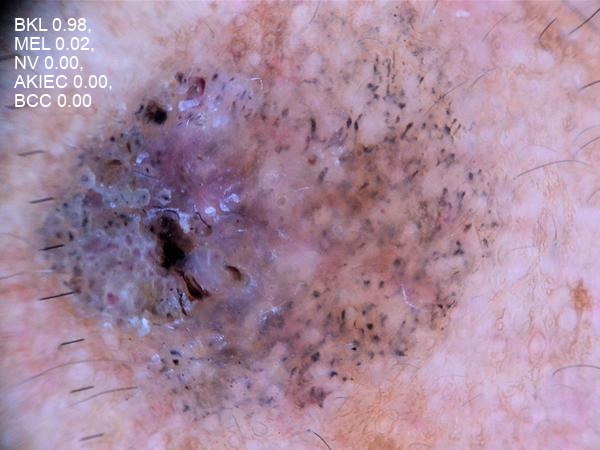 BKL 0.98,
MEL 0.02,
NV 0.00,
AKIEC 0.00,
BCC 0.00